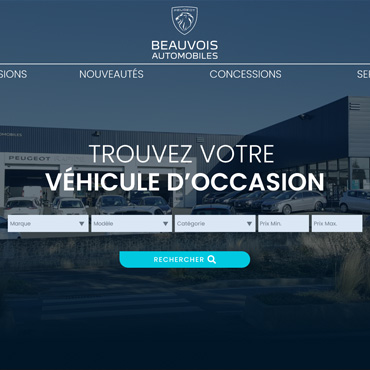 PEUGEOT
BEAUVOIS
AUTOMOBILES
SIONS NOUVEAUTÉS CONCESSIONS SE
OMOBILES
PEUGEOT
TROUVEZ VOTRE
VÉHICULE D'OCCASION
Marque Modèle Catégorie Prix Min. Prix Max.
RECHERCHER